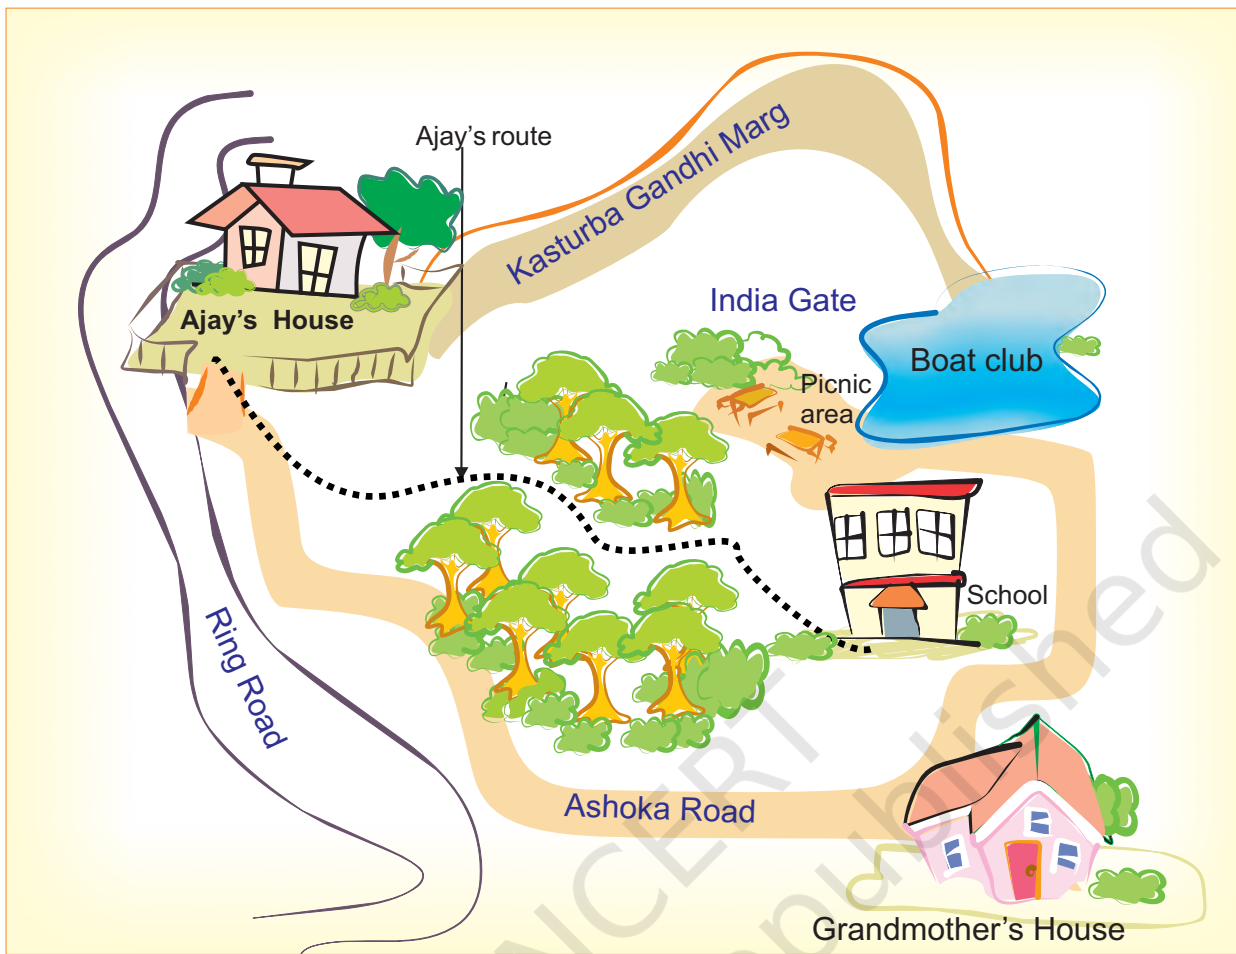 Ajay's route
Kasturba Gandhi Marg
India Gate
Ajay's House
Boat club
Picnic
area
School
Ring Road
Ashoka Road
Grandmother's House
NCERT